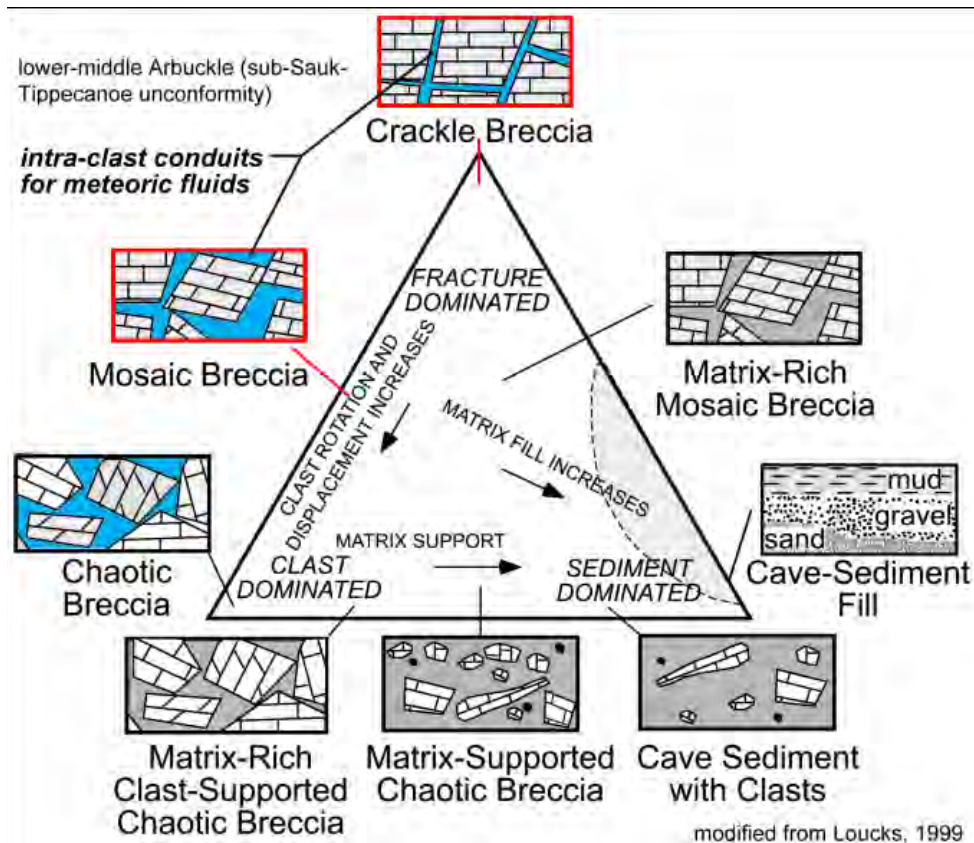 lower-middle Arbuckle (sub-Sauk-
Tippecanoe unconformity)
intra-clast conduits
for meteoric fluids
Crackle Breccia
FRACTURE
DOMINATED
Mosaic Breccia
Matrix-Rich
Mosaic Breccia
CLAST ROTATION AND
DISPLACEMENT INCREASES
MATRIX FILL INCREASES
mud
gravel
sand
Chaotic
Breccia
MATRIX SUPPORT
CLAST
DOMINATED
SEDIMENT
DOMINATED
Cave-Sediment
Fill
Matrix-Rich
Clast-Supported
Chaotic Breccia
Matrix-Supported
Chaotic Breccia
Cave Sediment
with Clasts
modified from Loucks, 1999